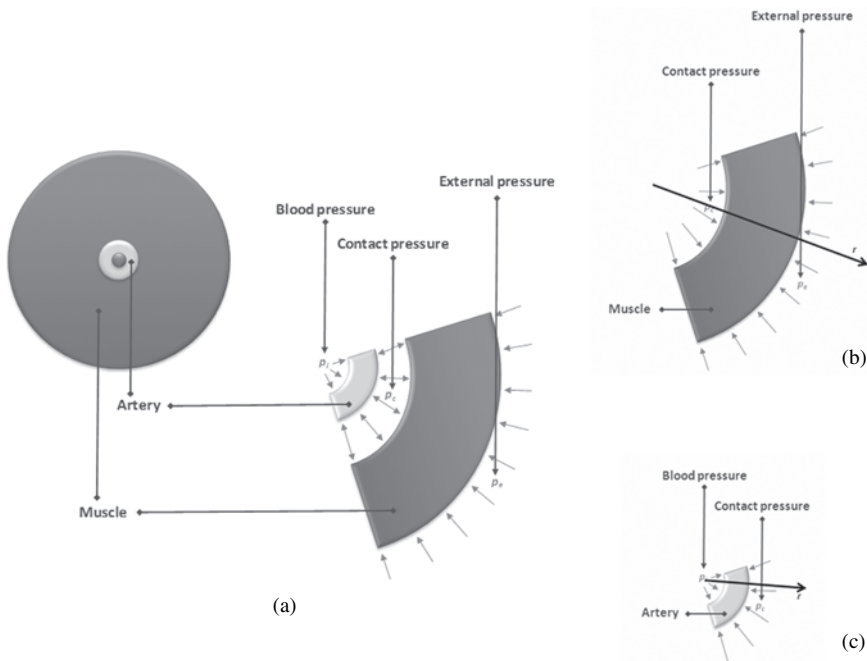 External pressure
Contact pressure
p_c
r
p_e
Muscle
(b)
External pressure
Blood pressure
Contact pressure
p_i
p_c
Artery
p_e
Muscle
(a)
Blood pressure
Contact pressure
r
p_c
Artery
(c)